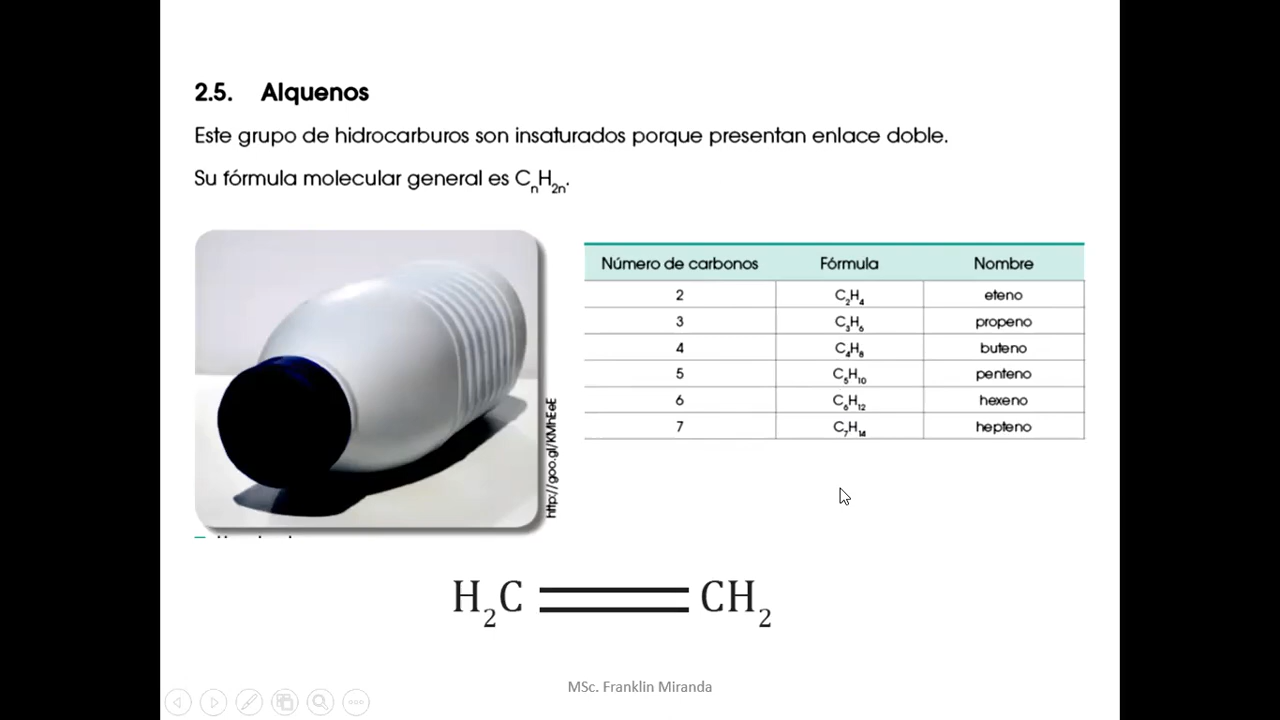 2.5. Alquenos
Este grupo de hidrocarburos son insaturados porque presentan enlace doble.
Su fórmula molecular general es CₙH₂ₙ.
http://goo.gl/KMhEeE
Número de carbonos Fórmula Nombre
2 C₂H₄ eteno
3 C₃H₆ propeno
4 C₄H₈ buteno
5 C₅H₁₀ penteno
6 C₆H₁₂ hexeno
7 C₇H₁₄ hepteno
H₂C═CH₂
MSc. Franklin Miranda